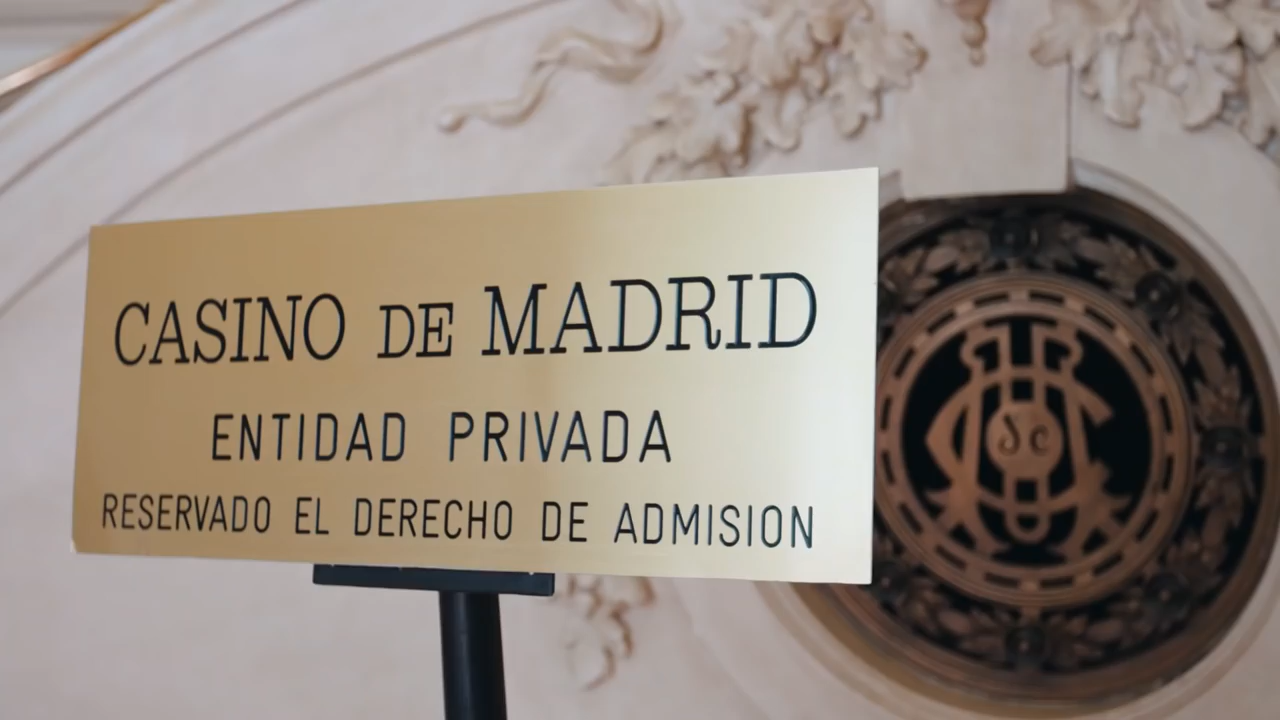 CASINO DE MADRID
ENTIDAD PRIVADA
RESERVADO EL DERECHO DE ADMISION